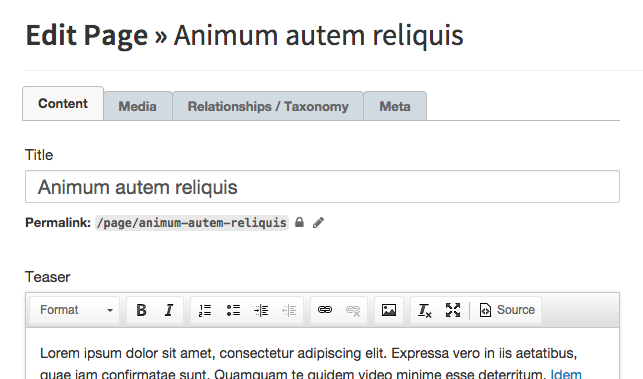 Edit Page » Animum autem reliquis
Content Media Relationships / Taxonomy Meta
Title
Animum autem reliquis
Permalink: /page/animum-autem-reliquis
Teaser
Format B I Source
Lorem ipsum dolor sit amet, consectetur adipiscing elit. Expressa vero in iis aetatibus,
quae iam confirmatae sunt. Quamquam te quidem video minime esse deterritum. Idem